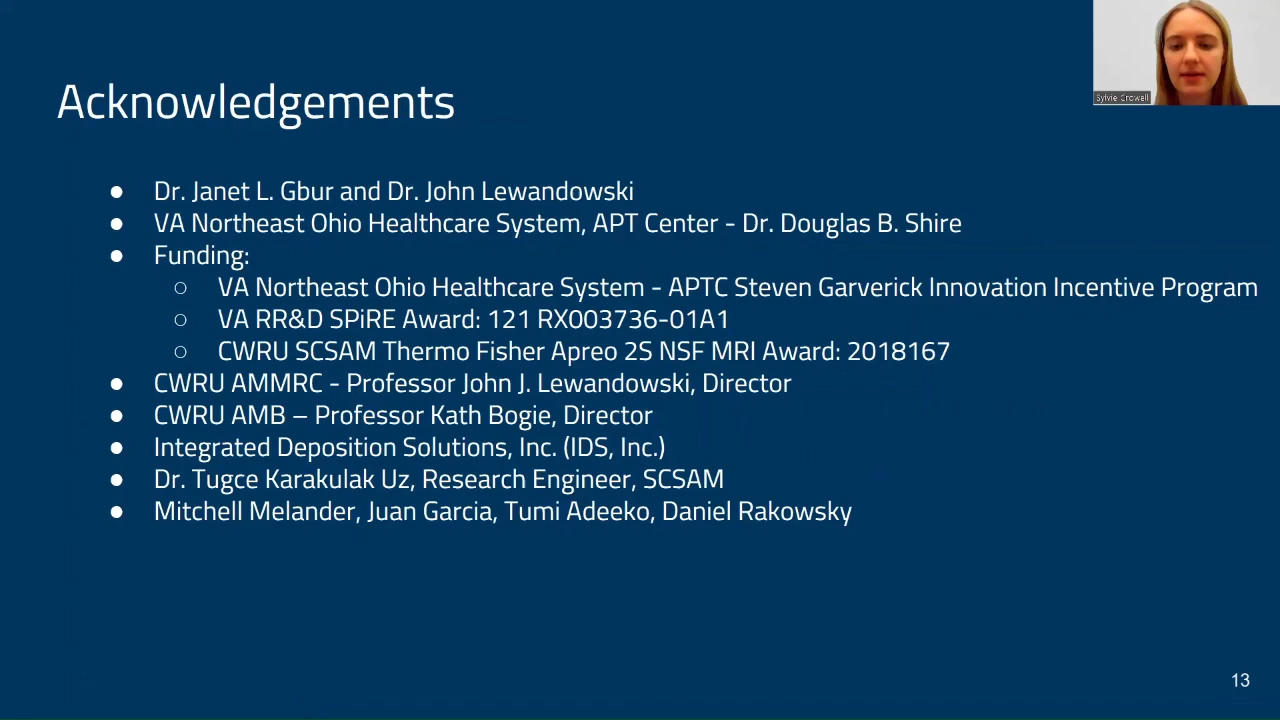 Sylvie Crowell
Acknowledgements
● Dr. Janet L. Gbur and Dr. John Lewandowski
● VA Northeast Ohio Healthcare System, APT Center - Dr. Douglas B. Shire
● Funding:
○ VA Northeast Ohio Healthcare System - APTC Steven Garverick Innovation Incentive Program
○ VA RR&D SPiRE Award: 121 RX003736-01A1
○ CWRU SCSAM Thermo Fisher Apreo 2S NSF MRI Award: 2018167
● CWRU AMMRC - Professor John J. Lewandowski, Director
● CWRU AMB – Professor Kath Bogie, Director
● Integrated Deposition Solutions, Inc. (IDS, Inc.)
● Dr. Tugce Karakulak Uz, Research Engineer, SCSAM
● Mitchell Melander, Juan Garcia, Tumi Adeeko, Daniel Rakowsky
13